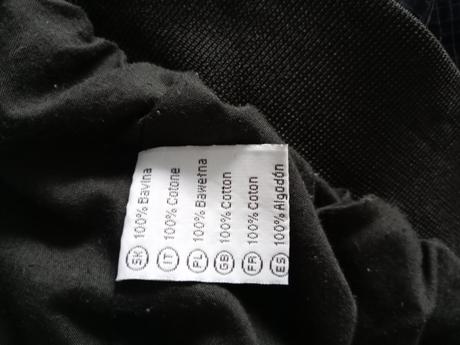 SK 100% Bavlna
IT 100% Cotone
PL 100% Bawełna
GB 100% Cotton
FR 100% Coton
ES 100% Algodón